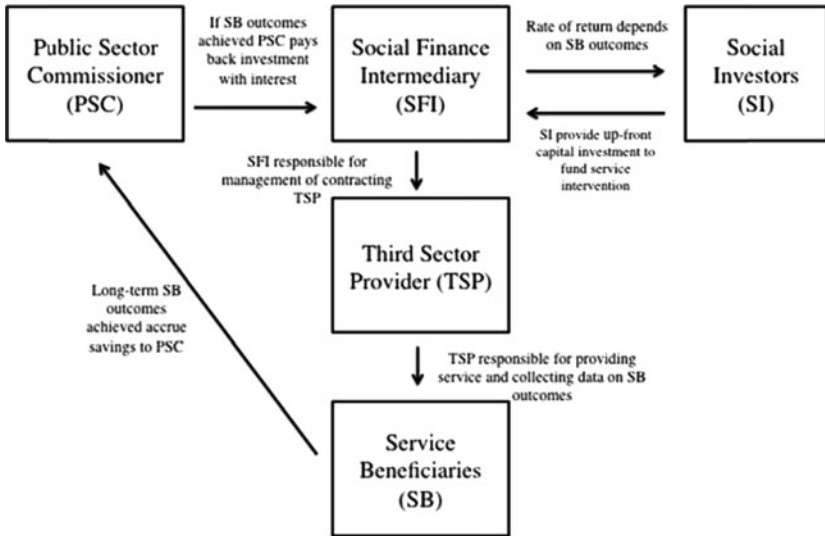 Public Sector
Commissioner
(PSC)
If SB outcomes
achieved PSC pays
back investment
with interest
Social Finance
Intermediary
(SFI)
Rate of return depends
on SB outcomes
Social
Investors
(SI)
SI provide up-front
capital investment to
fund service
intervention
SFI responsible for
management of contracting
TSP
Third Sector
Provider (TSP)
Long-term SB
outcomes
achieved accrue
savings to PSC
TSP responsible for providing
service and collecting data on SB
outcomes
Service
Beneficiaries
(SB)